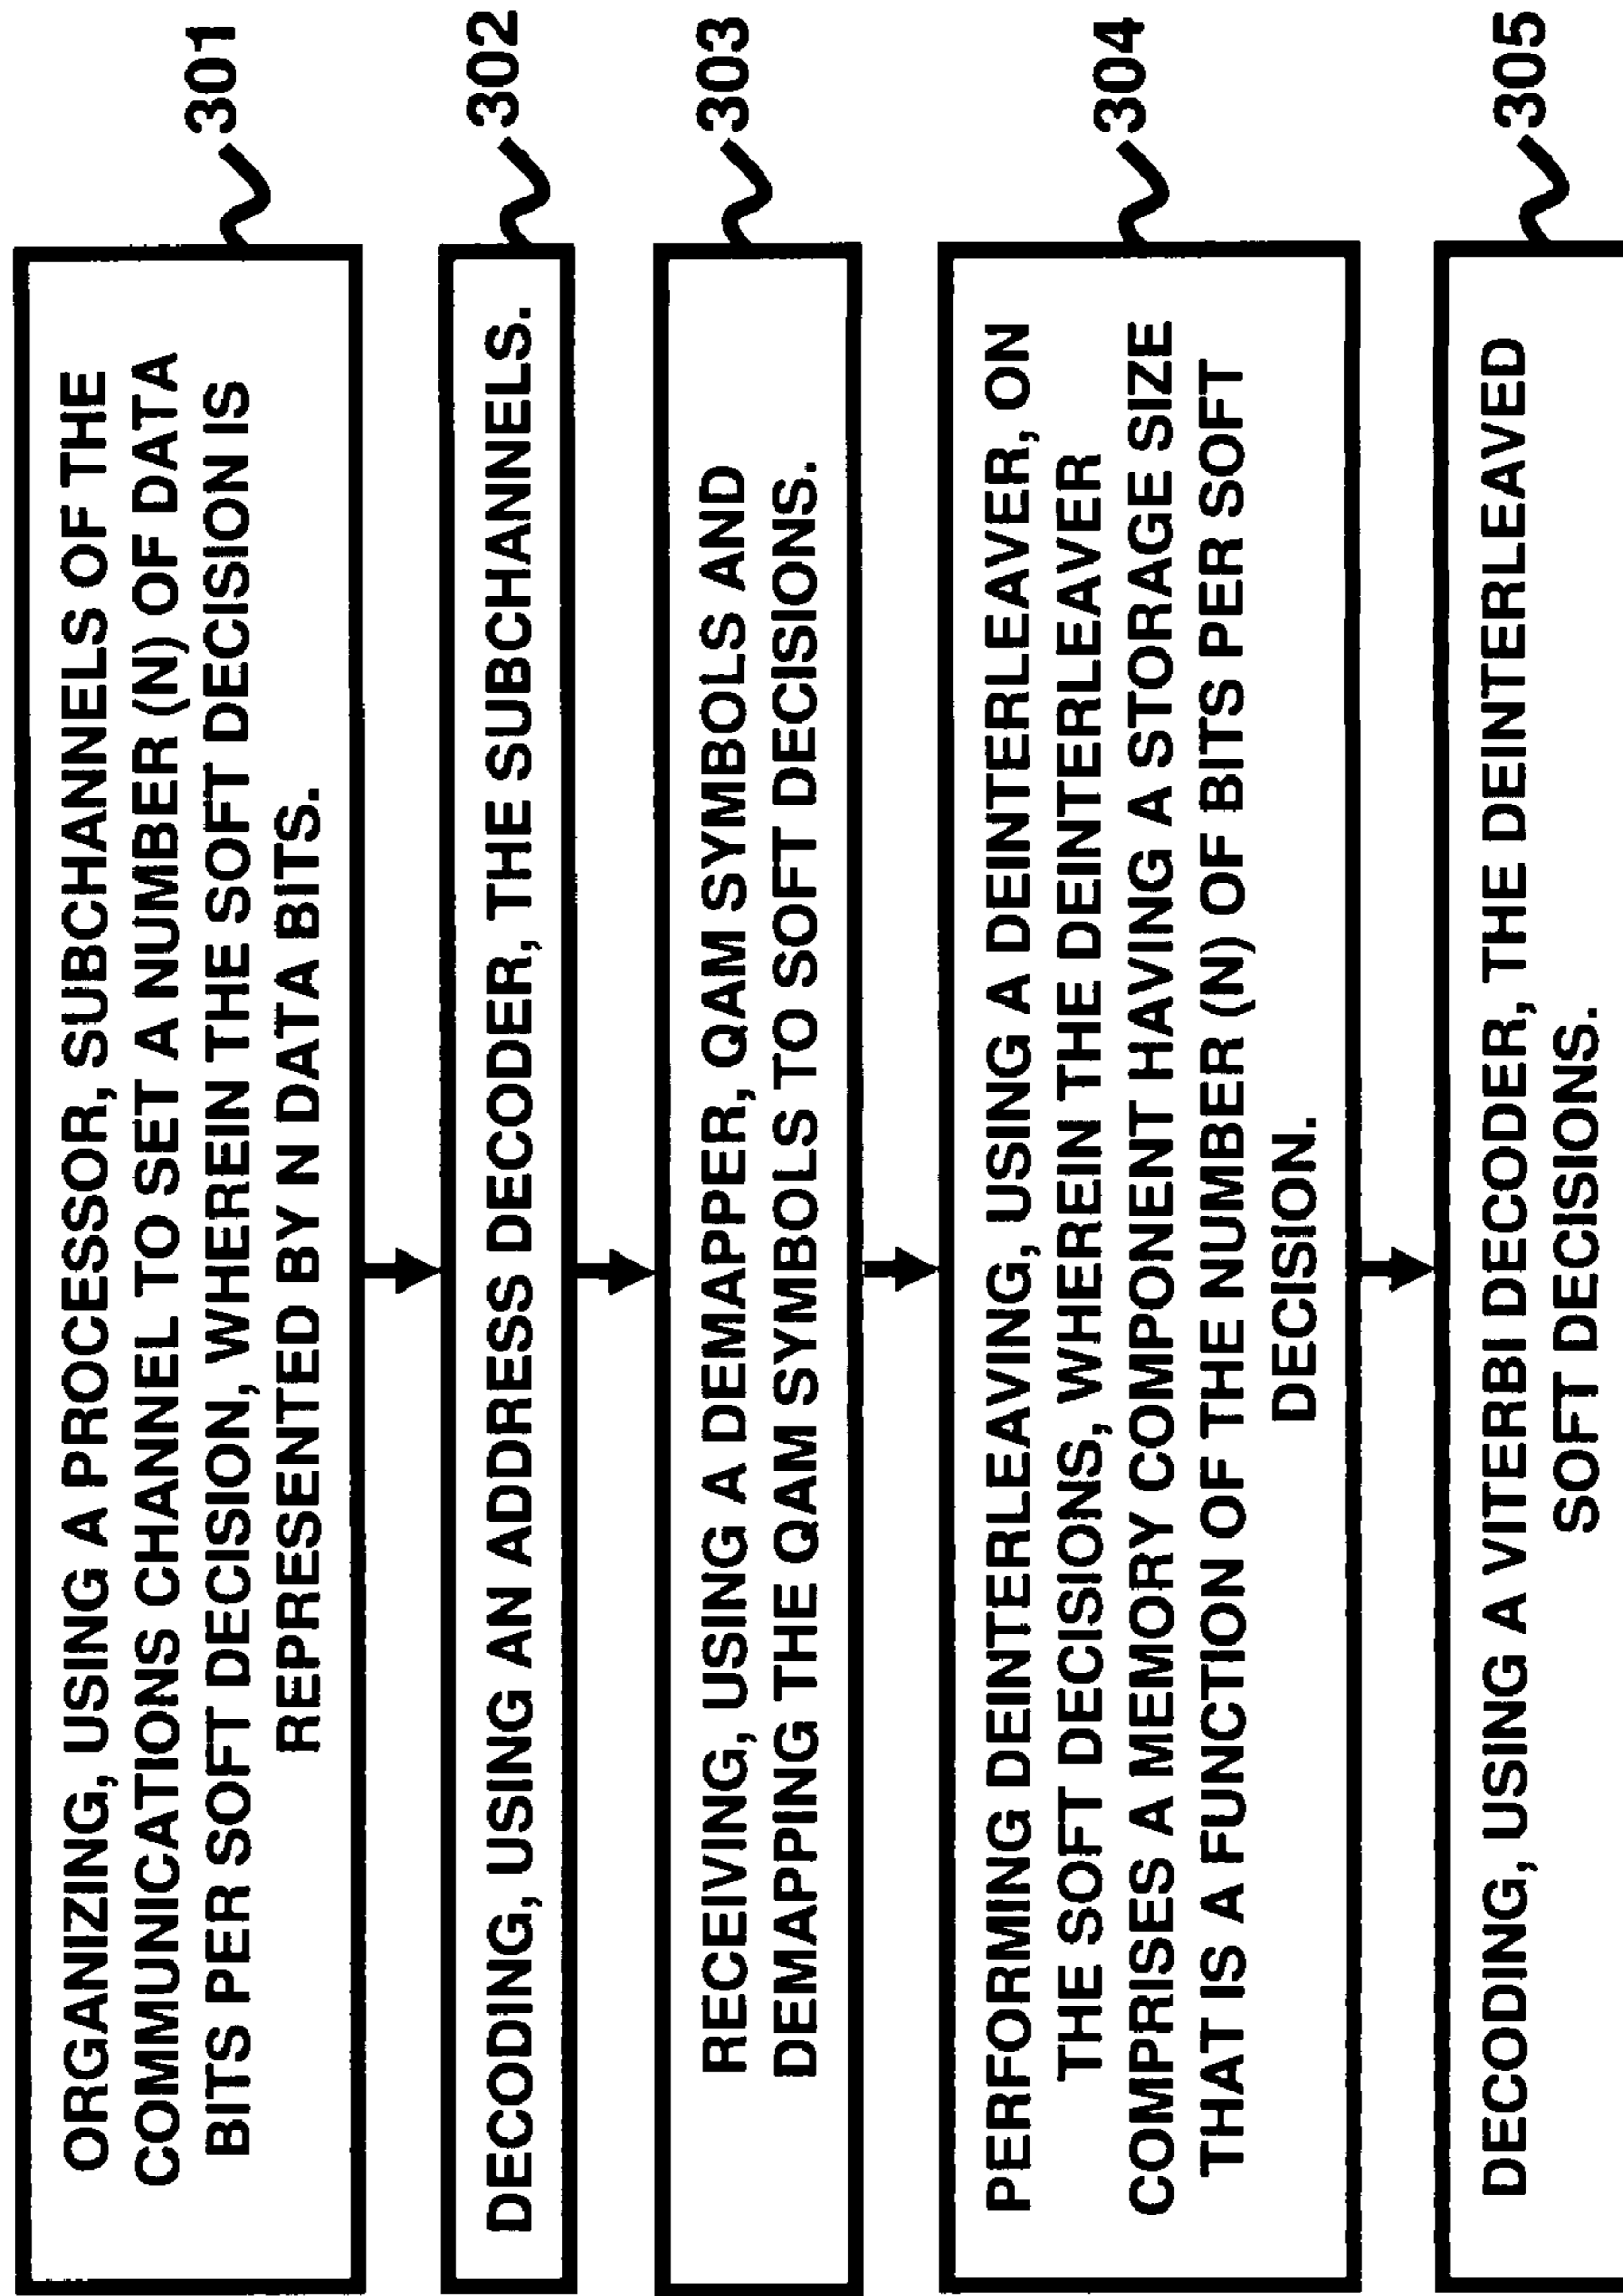 ORGANIZING, USING A PROCESSOR, SUBCHANNELS OF THE
COMMUNICATIONS CHANNEL TO SET A NUMBER (N) OF DATA
BITS PER SOFT DECISION, WHEREIN THE SOFT DECISION IS
REPRESENTED BY N DATA BITS.
301
DECODING, USING AN ADDRESS DECODER, THE SUBCHANNELS.
302
RECEIVING, USING A DEMAPPER, QAM SYMBOLS AND
DEMAPPING THE QAM SYMBOLS TO SOFT DECISIONS.
303
PERFORMING DEINTERLEAVING, USING A DEINTERLEAVER, ON
THE SOFT DECISIONS, WHEREIN THE DEINTERLEAVER
COMPRISES A MEMORY COMPONENT HAVING A STORAGE SIZE
THAT IS A FUNCTION OF THE NUMBER (N) OF BITS PER SOFT
DECISION.
304
DECODING, USING A VITERBI DECODER, THE DEINTERLEAVED
SOFT DECISIONS.
305